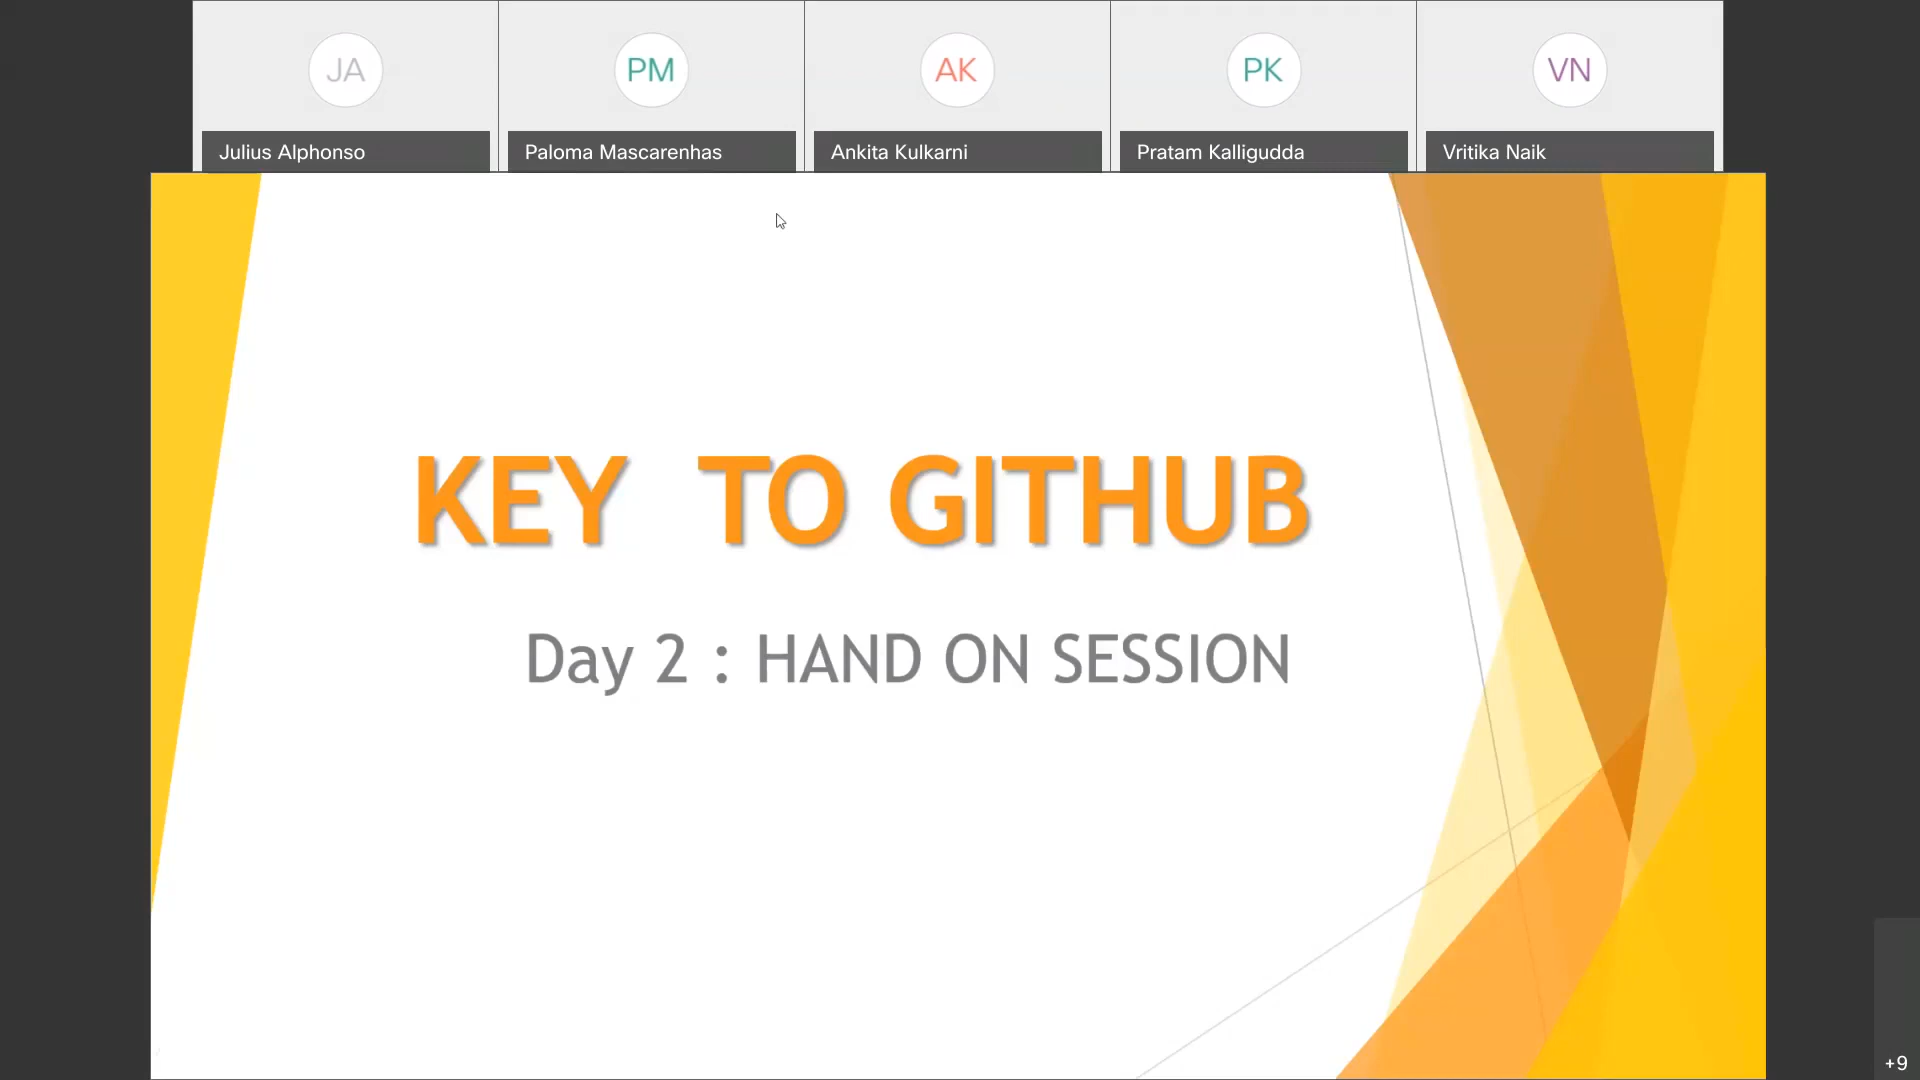 JA
PM
AK
PK
VN
Julius Alphonso
Paloma Mascarenhas
Ankita Kulkarni
Pratam Kalligudda
Vritika Naik
KEY TO GITHUB
Day 2 : HAND ON SESSION
+9